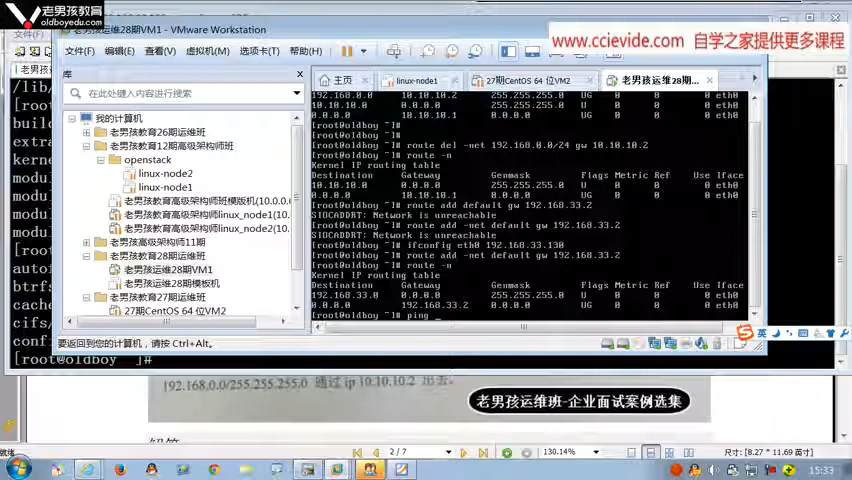 老男孩教育
oldboyedu.com
老男孩运维28期VM1 - VMware Workstation
www.ccievide.com 自学之家提供更多课程
文件(F) 编辑(E) 查看(V) 虚拟机(M) 选项卡(T) 帮助(H)
库
在此处键入内容进行搜索
我的计算机
老男孩教育26期运维班
老男孩教育12期高级架构师班
openstack
linux-node2
linux-node1
老男孩教育高级架构师班模版机(10.0.0.
老男孩教育高级架构师linux_node1(10.
老男孩教育高级架构师linux_node2(10.
老男孩高级架构师11期
老男孩教育28期运维班
老男孩运维28期VM1
老男孩运维28期模板机
老男孩教育27期运维班
27期CentOS 64 位VM2
主页
linux-node1
27期CentOS 64 位VM2
老男孩运维28期...
192.168.0.0 10.10.10.2 255.255.255.0 UG 0 0 0 eth0
10.10.10.0 0.0.0.0 255.255.255.0 U 0 0 0 eth0
0.0.0.0 10.10.10.1 0.0.0.0 UG 0 0 0 eth0
[root@oldboy ~]#
[root@oldboy ~]#
[root@oldboy ~]# route del -net 192.168.0.0/24 gw 10.10.10.2
[root@oldboy ~]# route -n
Kernel IP routing table
Destination Gateway Genmask Flags Metric Ref Use Iface
10.10.10.0 0.0.0.0 255.255.255.0 U 0 0 0 eth0
0.0.0.0 10.10.10.1 0.0.0.0 UG 0 0 0 eth0
[root@oldboy ~]# route add default gw 192.168.33.2
SIOCADDRT: Network is unreachable
[root@oldboy ~]# route add -net default gw 192.168.33.2
SIOCADDRT: Network is unreachable
[root@oldboy ~]# ifconfig eth0 192.168.33.130
[root@oldboy ~]# route add -net default gw 192.168.33.2
[root@oldboy ~]# route -n
Kernel IP routing table
Destination Gateway Genmask Flags Metric Ref Use Iface
192.168.33.0 0.0.0.0 255.255.255.0 U 0 0 0 eth0
0.0.0.0 192.168.33.2 0.0.0.0 UG 0 0 0 eth0
[root@oldboy ~]# ping _
要返回到您的计算机，请按 Ctrl+Alt。
/lib/
[root
buil
extra
kerne
modul
modul
modul
[root
autof
btrfs
cache
cifs/
confi
[root@oldboy ]#
英
192.168.0.0/255.255.255.0 通过 ip 10.10.10.2 出去。
老男孩运维班-企业面试案例选集
就绪
2 / 7
130.14%
尺寸: [8.27 * 11.69 英寸]
15:33